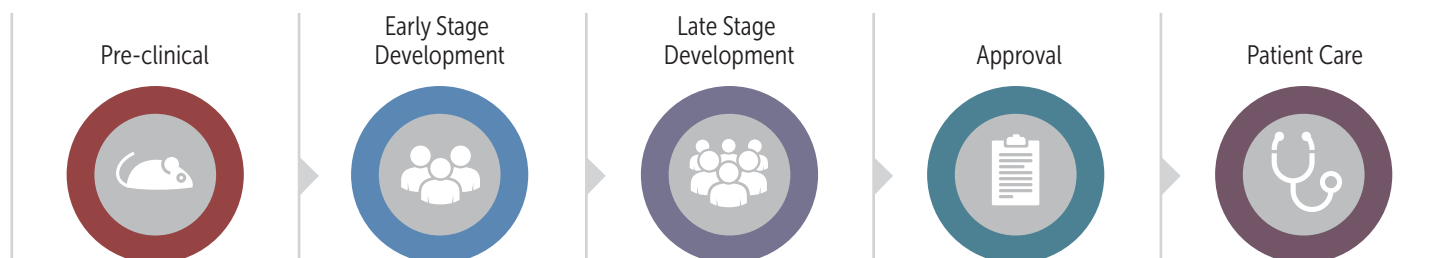 Pre-clinical
Early Stage
Development
Late Stage
Development
Approval
Patient Care